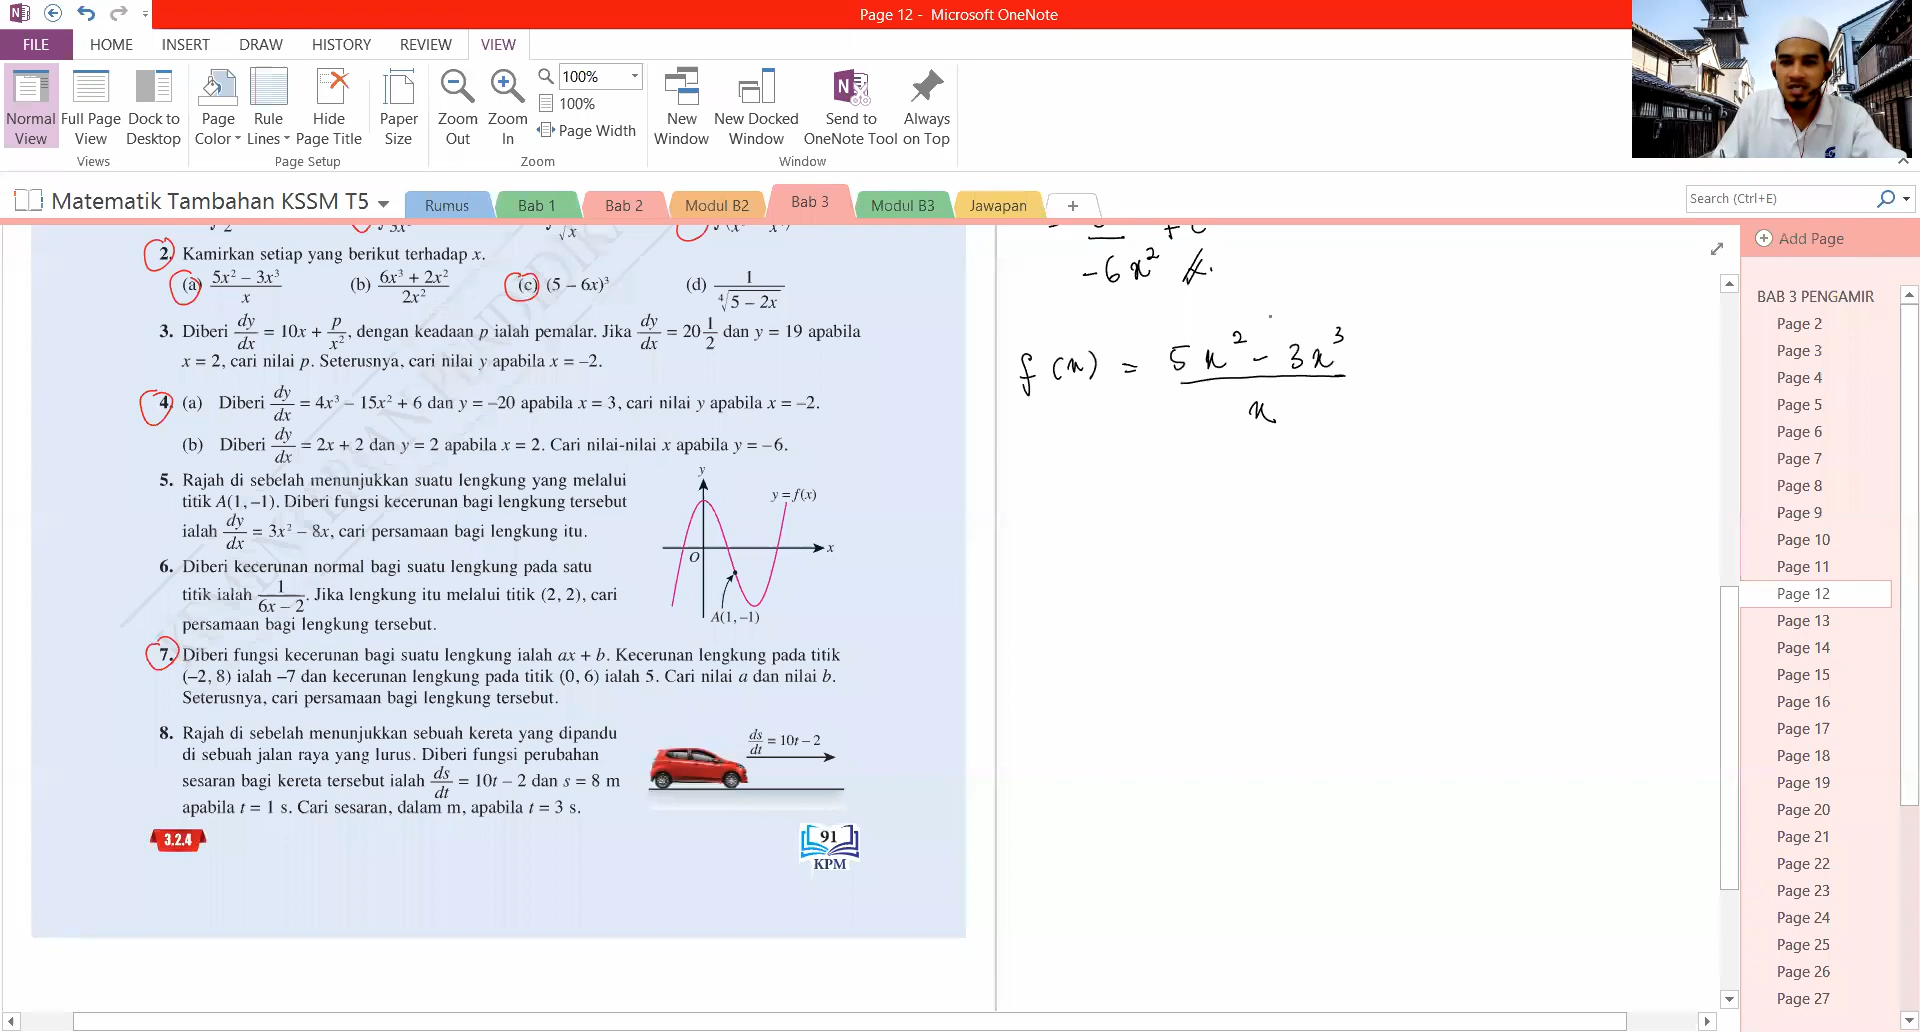 Page 12 - Microsoft OneNote
FILE HOME INSERT DRAW HISTORY REVIEW VIEW
Normal View
Full Page View
Dock to Desktop
Views
Page Color
Rule Lines
Hide Page Title
Page Setup
Paper Size
Zoom Out
Zoom In
100%
100%
Page Width
Zoom
New Window
New Docked Window
Send to OneNote Tool
Always on Top
Window
Matematik Tambahan KSSM T5
Rumus Bab 1 Bab 2 Modul B2 Bab 3 Modul B3 Jawapan +
Search (Ctrl+E)
2. Kamirkan setiap yang berikut terhadap x.
(a) (5x² − 3x³)/x (b) (6x³ + 2x²)/(2x²) (c) (5 − 6x)³ (d) 1/⁴√(5 − 2x)
3. Diberi dy/dx = 10x + p/x², dengan keadaan p ialah pemalar. Jika dy/dx = 20 1/2 dan y = 19 apabila
x = 2, cari nilai p. Seterusnya, cari nilai y apabila x = −2.
4. (a) Diberi dy/dx = 4x³ − 15x² + 6 dan y = −20 apabila x = 3, cari nilai y apabila x = −2.
(b) Diberi dy/dx = 2x + 2 dan y = 2 apabila x = 2. Cari nilai-nilai x apabila y = −6.
5. Rajah di sebelah menunjukkan suatu lengkung yang melalui
titik A(1, −1). Diberi fungsi kecerunan bagi lengkung tersebut
ialah dy/dx = 3x² − 8x, cari persamaan bagi lengkung itu.
y
y = f(x)
O
x
A(1, −1)
6. Diberi kecerunan normal bagi suatu lengkung pada satu
titik ialah 1/(6x − 2). Jika lengkung itu melalui titik (2, 2), cari
persamaan bagi lengkung tersebut.
7. Diberi fungsi kecerunan bagi suatu lengkung ialah ax + b. Kecerunan lengkung pada titik
(−2, 8) ialah −7 dan kecerunan lengkung pada titik (0, 6) ialah 5. Cari nilai a dan nilai b.
Seterusnya, cari persamaan bagi lengkung tersebut.
8. Rajah di sebelah menunjukkan sebuah kereta yang dipandu
di sebuah jalan raya yang lurus. Diberi fungsi perubahan
sesaran bagi kereta tersebut ialah ds/dt = 10t − 2 dan s = 8 m
apabila t = 1 s. Cari sesaran, dalam m, apabila t = 3 s.
ds/dt = 10t − 2
3.2.4
91
KPM
−6x²
f(x) = (5x² − 3x³)/x
Add Page
BAB 3 PENGAMIR
Page 2
Page 3
Page 4
Page 5
Page 6
Page 7
Page 8
Page 9
Page 10
Page 11
Page 12
Page 13
Page 14
Page 15
Page 16
Page 17
Page 18
Page 19
Page 20
Page 21
Page 22
Page 23
Page 24
Page 25
Page 26
Page 27